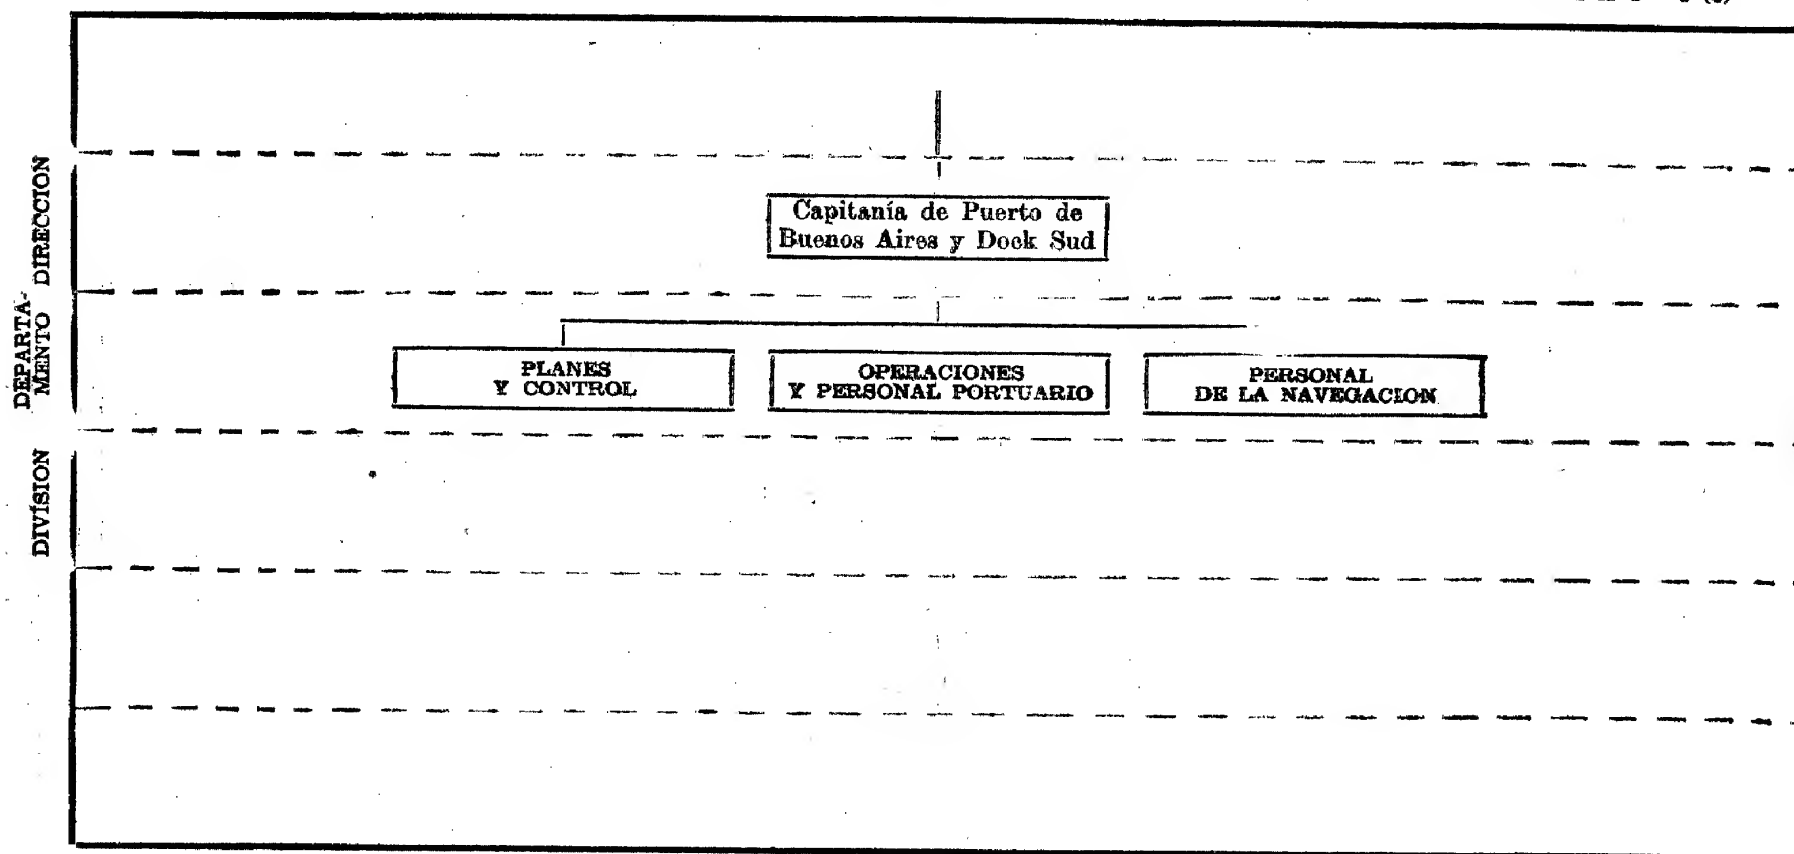 DIRECCION
Capitanía de Puerto de
Buenos Aires y Dock Sud
DEPARTA-
MENTO
PLANES
Y CONTROL
OPERACIONES
Y PERSONAL PORTUARIO
PERSONAL
DE LA NAVEGACION
DIVISION